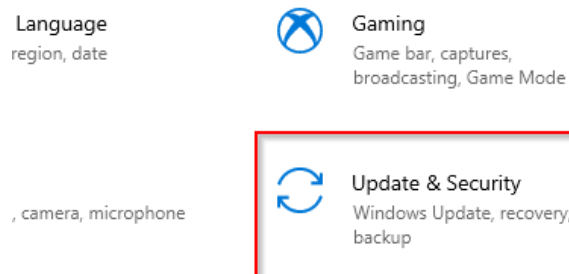 Language
region, date
Gaming
Game bar, captures,
broadcasting, Game Mode
, camera, microphone
Update & Security
Windows Update, recovery,
backup